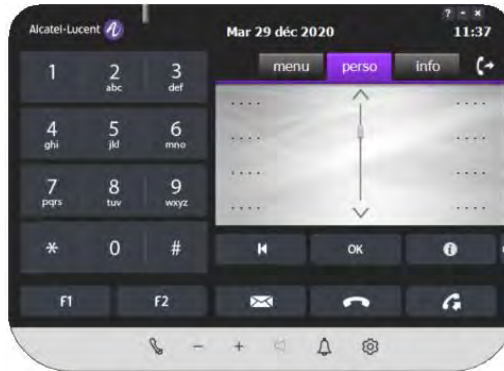 ? - ×
Alcatel-Lucent
Mar 29 déc 2020
11:37
menu
perso
info
1
2
abc
3
def
4
ghi
5
jkl
6
mno
7
pqrs
8
tuv
9
wxyz
*
0
#
OK
F1
F2